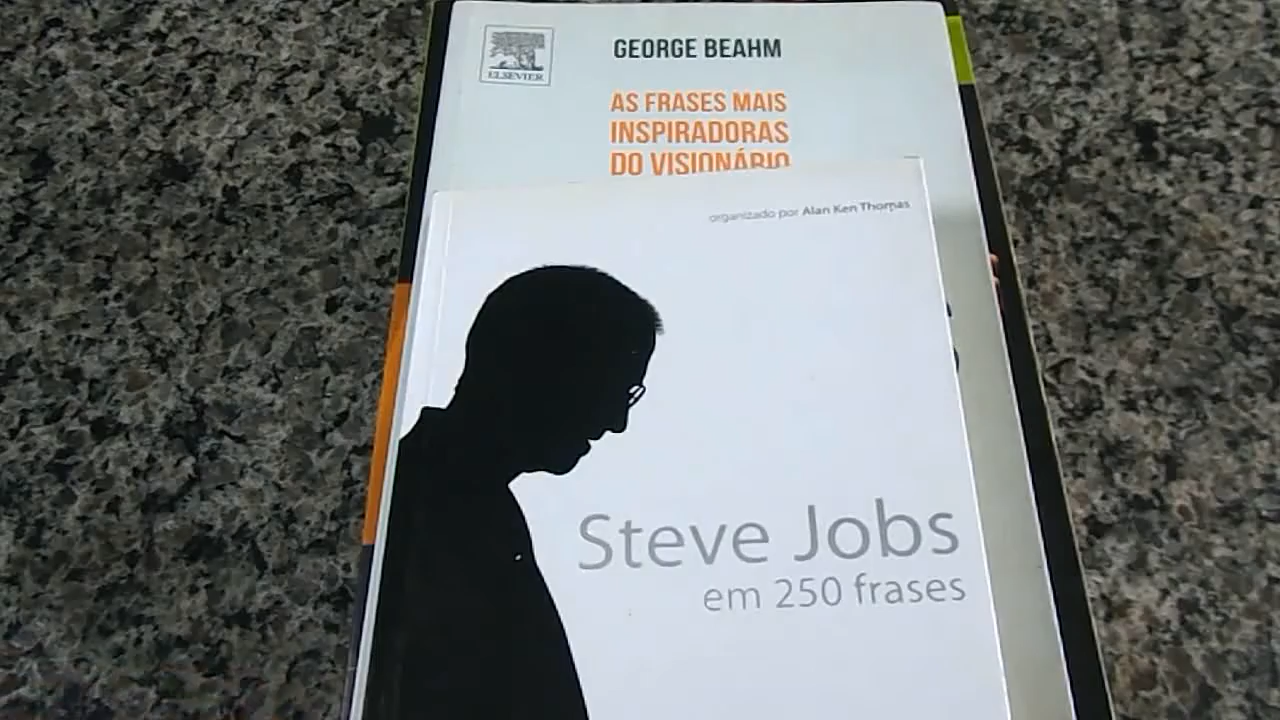 ELSEVIER
GEORGE BEAHM
AS FRASES MAIS
INSPIRADORAS
DO VISIONÁRIO
organizado por Alan Ken Thomas
Steve Jobs
em 250 frases